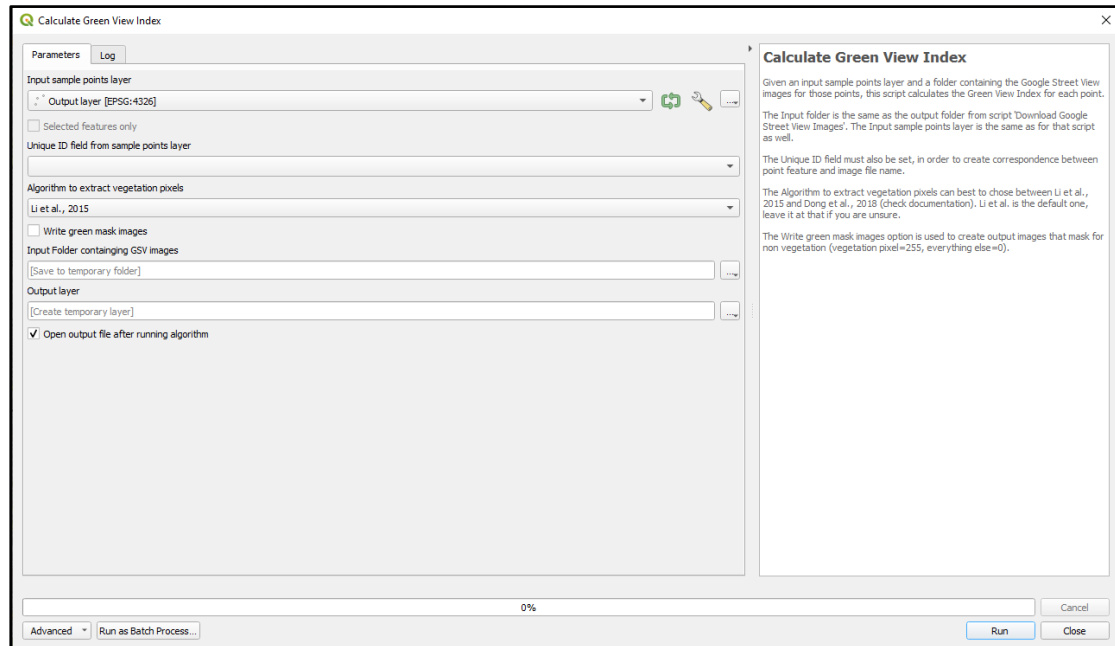 Calculate Green View Index
Parameters
Log
Input sample points layer
Output layer [EPSG:4326]
Selected features only
Unique ID field from sample points layer
Algorithm to extract vegetation pixels
Li et al., 2015
Write green mask images
Input Folder containging GSV images
[Save to temporary folder]
Output layer
[Create temporary layer]
Open output file after running algorithm
Calculate Green View Index
Given an input sample points layer and a folder containing the Google Street View
images for those points, this script calculates the Green View Index for each point.
The Input folder is the same as the output folder from script 'Download Google
Street View Images'. The Input sample points layer is the same as for that script
as well.
The Unique ID field must also be set, in order to create correspondence between
point feature and image file name.
The Algorithm to extract vegetation pixels can best to chose between Li et al.,
2015 and Dong et al., 2018 (check documentation). Li et al. is the default one,
leave it at that if you are unsure.
The Write green mask images option is used to create output images that mask for
non vegetation (vegetation pixel=255, everything else=0).
0%
Cancel
Advanced
Run as Batch Process...
Run
Close